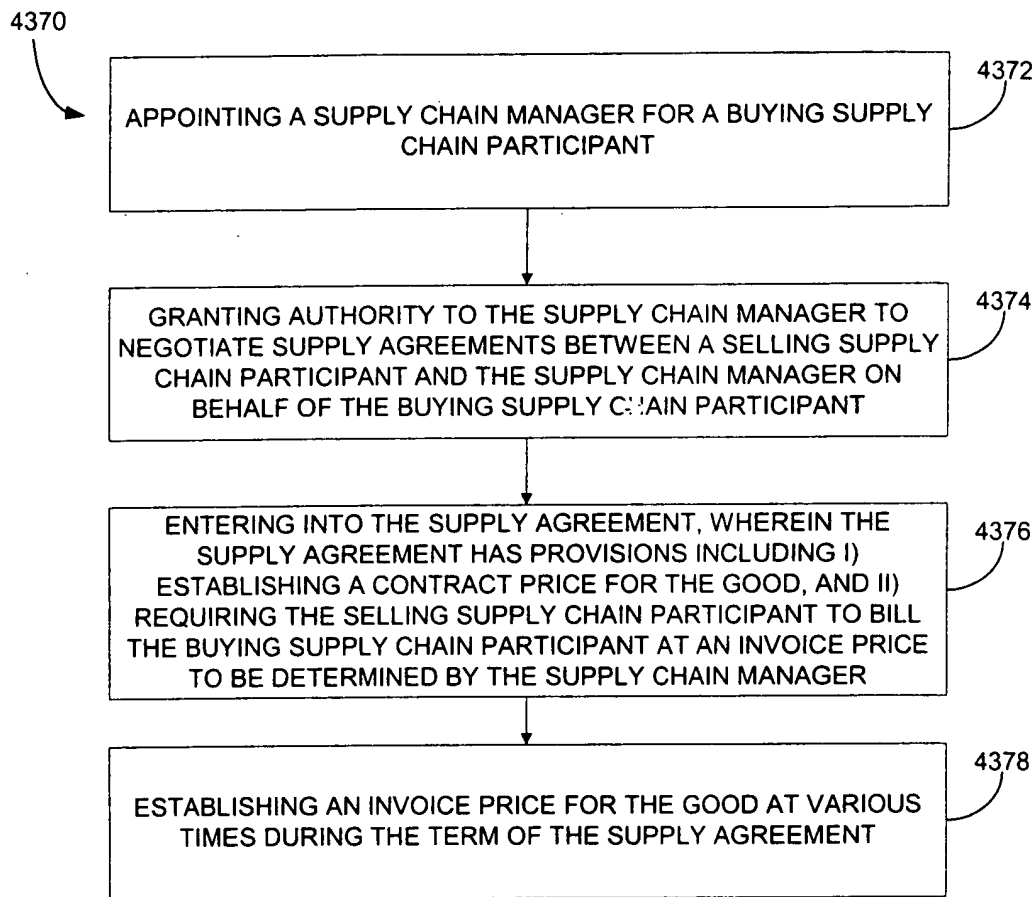 4370
4372
APPOINTING A SUPPLY CHAIN MANAGER FOR A BUYING SUPPLY
CHAIN PARTICIPANT
4374
GRANTING AUTHORITY TO THE SUPPLY CHAIN MANAGER TO
NEGOTIATE SUPPLY AGREEMENTS BETWEEN A SELLING SUPPLY
CHAIN PARTICIPANT AND THE SUPPLY CHAIN MANAGER ON
BEHALF OF THE BUYING SUPPLY CHAIN PARTICIPANT
4376
ENTERING INTO THE SUPPLY AGREEMENT, WHEREIN THE
SUPPLY AGREEMENT HAS PROVISIONS INCLUDING I)
ESTABLISHING A CONTRACT PRICE FOR THE GOOD, AND II)
REQUIRING THE SELLING SUPPLY CHAIN PARTICIPANT TO BILL
THE BUYING SUPPLY CHAIN PARTICIPANT AT AN INVOICE PRICE
TO BE DETERMINED BY THE SUPPLY CHAIN MANAGER
4378
ESTABLISHING AN INVOICE PRICE FOR THE GOOD AT VARIOUS
TIMES DURING THE TERM OF THE SUPPLY AGREEMENT